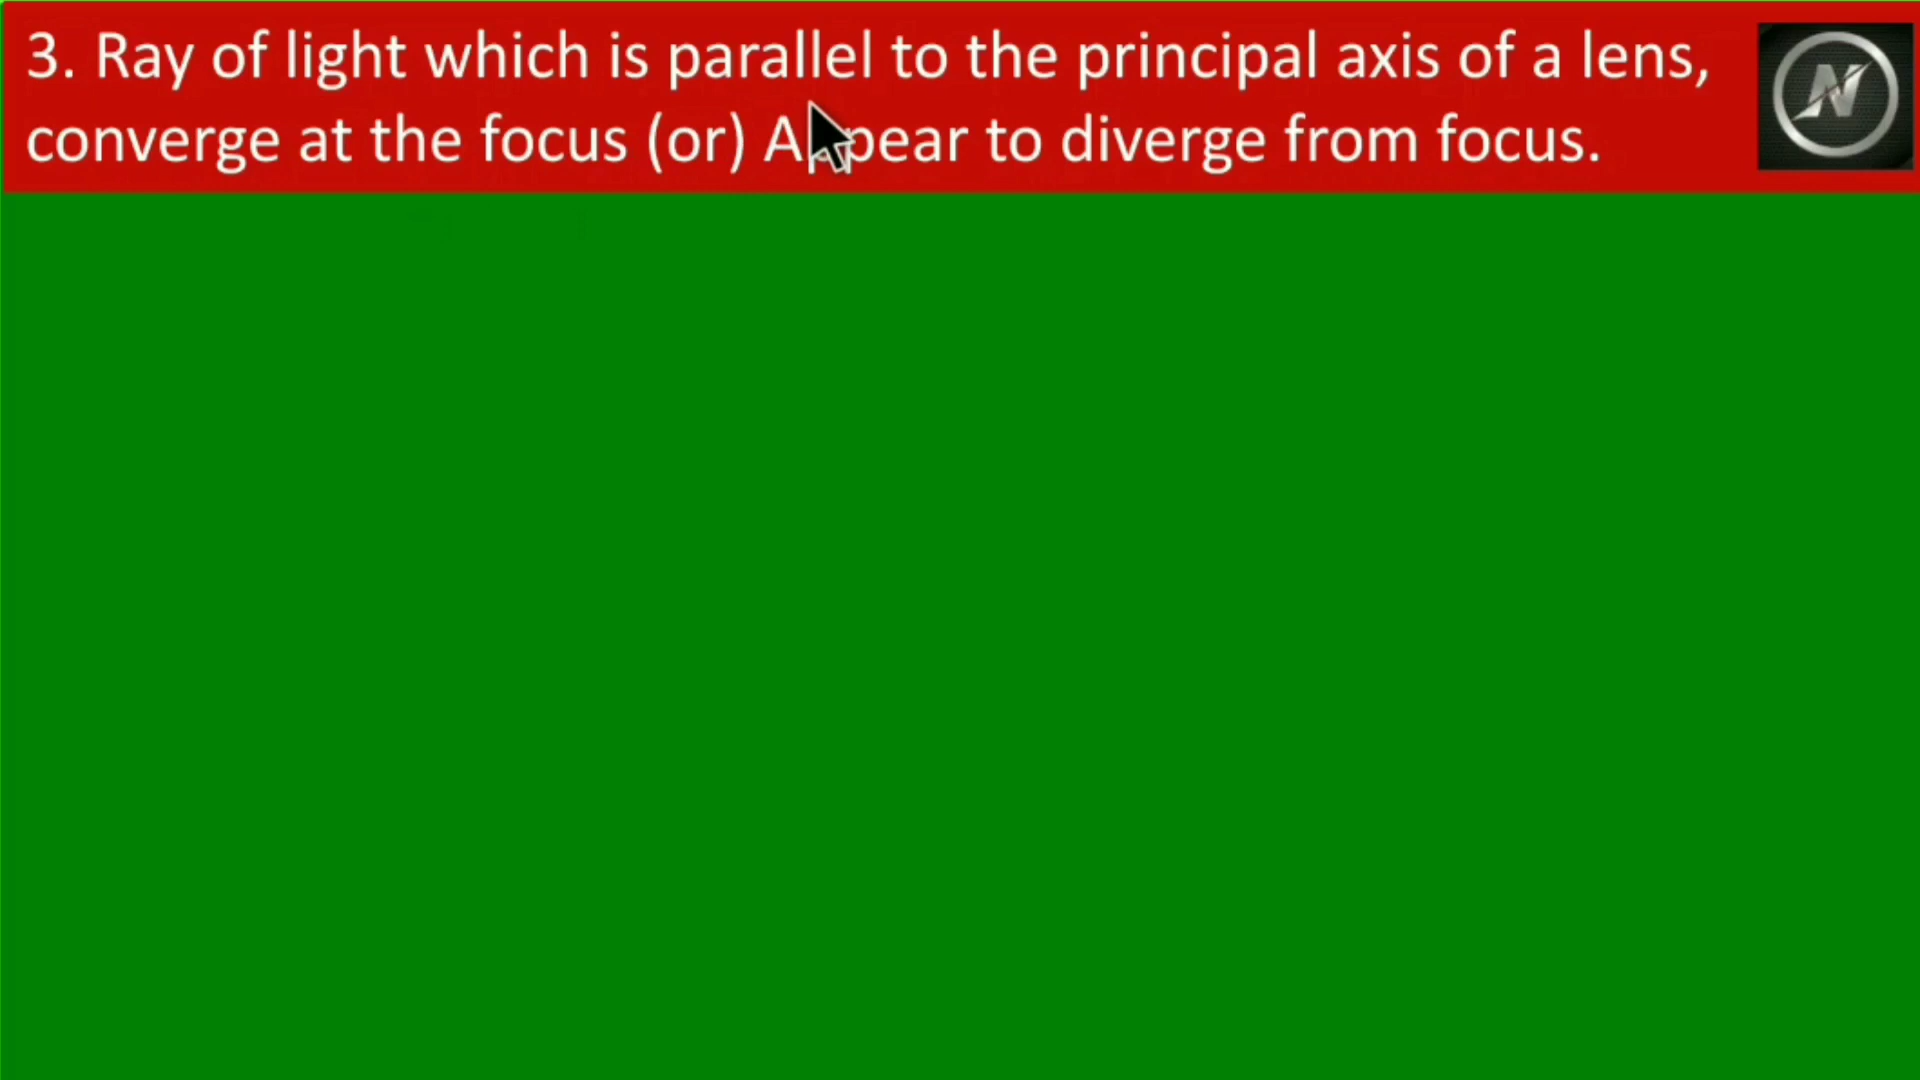 3. Ray of light which is parallel to the principal axis of a lens,
converge at the focus (or) Appear to diverge from focus.
N